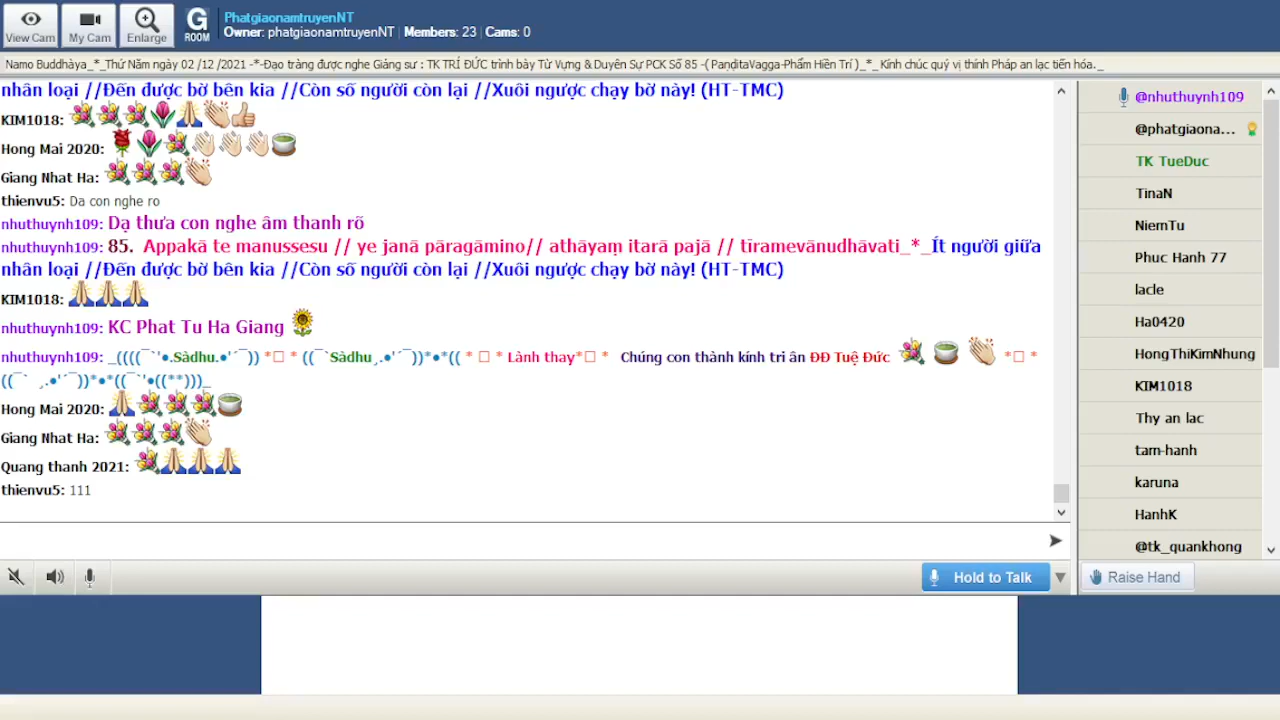 View Cam
My Cam
Enlarge
G
ROOM
PhatgiaonamtruyenNT
Owner: phatgiaonamtruyenNT | Members: 23 | Cams: 0
Namo Buddhàya_*_Thứ Năm ngày 02 /12 /2021 -*-Đạo tràng được nghe Giảng sư : TK TRÍ ĐỨC trình bày Từ Vựng & Duyên Sự PCK Số 85 -( PaṇḍitaVagga-Phẩm Hiền Trí )_*_ Kính chúc quý vị thính Pháp an lạc tiến hóa._
nhân loại //Đến được bờ bên kia //Còn số người còn lại //Xuôi ngược chạy bờ này! (HT-TMC)
KIM1018:
Hong Mai 2020:
Giang Nhat Ha:
thienvu5: Da con nghe ro
nhuthuynh109: Dạ thưa con nghe âm thanh rõ
nhuthuynh109: 85. Appakā te manussesu // ye janā pāragāmino// athāyaṃ itarā pajā // tīramevānudhāvati_*_Ít người giữa
nhân loại //Đến được bờ bên kia //Còn số người còn lại //Xuôi ngược chạy bờ này! (HT-TMC)
KIM1018:
nhuthuynh109: KC Phat Tu Ha Giang
nhuthuynh109: _((((¯`'•.Sàdhu.•'´¯)) *□ * ((¯`Sàdhu¸.•'´¯))*•*(( * □ * Lành thay*□ * Chúng con thành kính tri ân ĐĐ Tuệ Đức *□ *
((¯` ¸.•'´¯))*•*((¯`'•((**)))_
Hong Mai 2020:
Giang Nhat Ha:
Quang thanh 2021:
thienvu5: 111
Hold to Talk
@nhuthuynh109
@phatgiaona...
TK TueDuc
TinaN
NiemTu
Phuc Hanh 77
lacle
Ha0420
HongThiKimNhung
KIM1018
Thy an lac
tam-hanh
karuna
HanhK
@tk_quankhong
Raise Hand